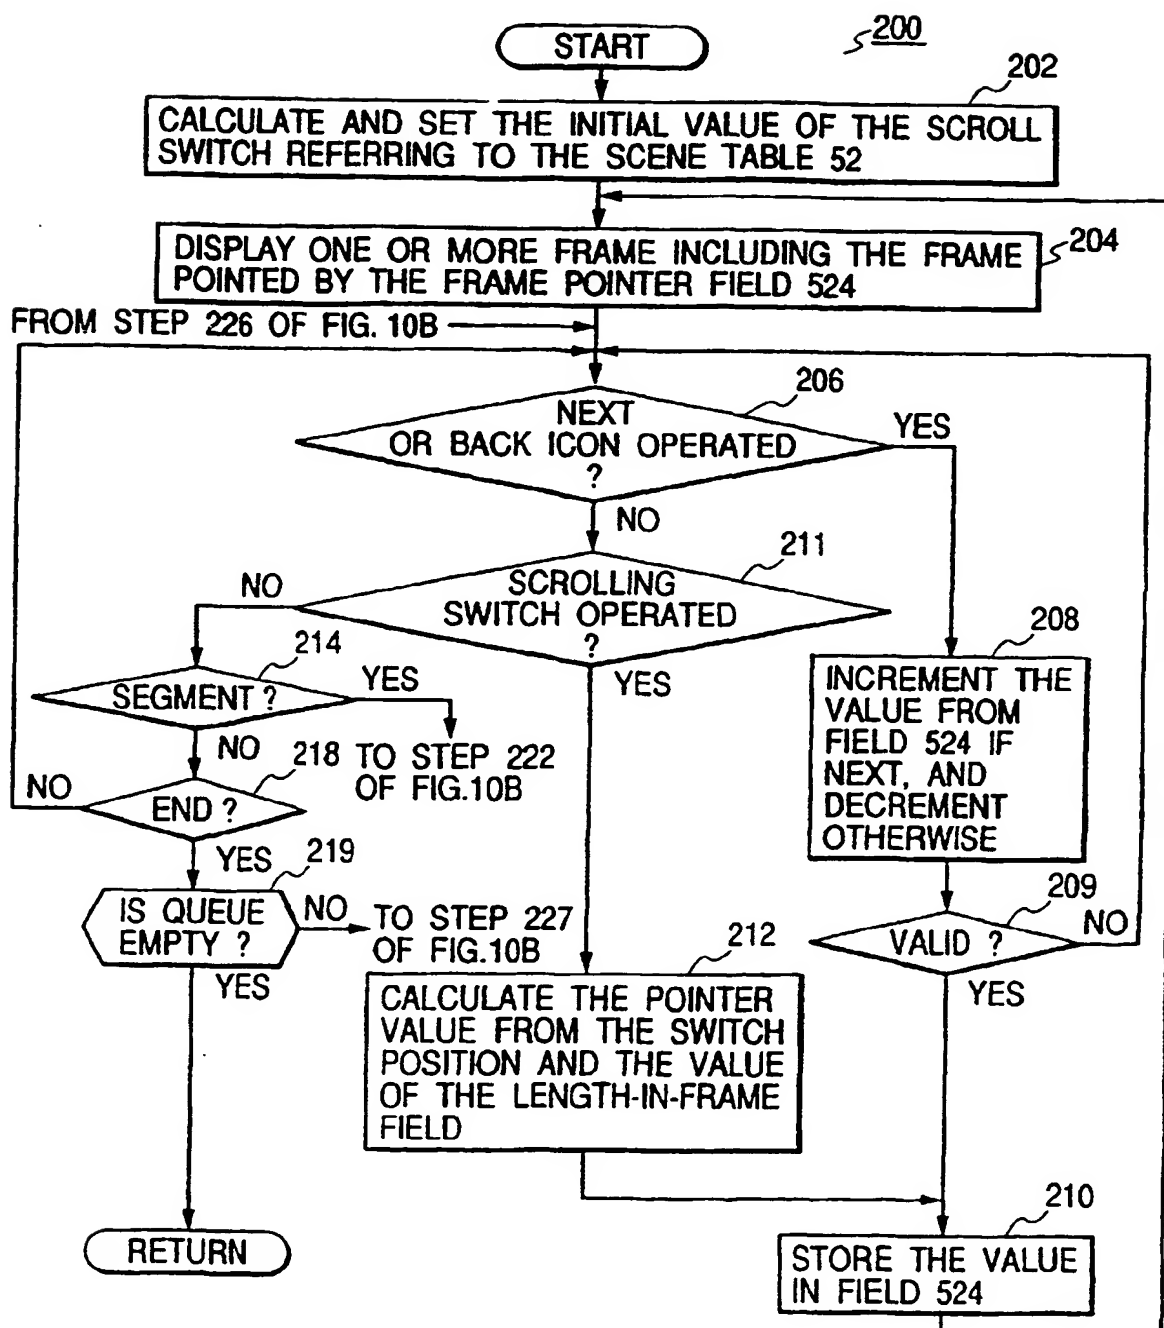 START
200
202
CALCULATE AND SET THE INITIAL VALUE OF THE SCROLL
SWITCH REFERRING TO THE SCENE TABLE 52
204
DISPLAY ONE OR MORE FRAME INCLUDING THE FRAME
POINTED BY THE FRAME POINTER FIELD 524
FROM STEP 226 OF FIG. 10B
206
NEXT
OR BACK ICON OPERATED
?
YES
NO
211
SCROLLING
SWITCH OPERATED
?
NO
YES
214
SEGMENT ?
YES
NO
TO STEP 222
OF FIG.10B
218
END ?
NO
YES
219
IS QUEUE
EMPTY ?
NO
TO STEP 227
OF FIG.10B
YES
208
INCREMENT THE
VALUE FROM
FIELD 524 IF
NEXT, AND
DECREMENT
OTHERWISE
209
VALID ?
NO
YES
212
CALCULATE THE POINTER
VALUE FROM THE SWITCH
POSITION AND THE VALUE
OF THE LENGTH-IN-FRAME
FIELD
210
STORE THE VALUE
IN FIELD 524
RETURN